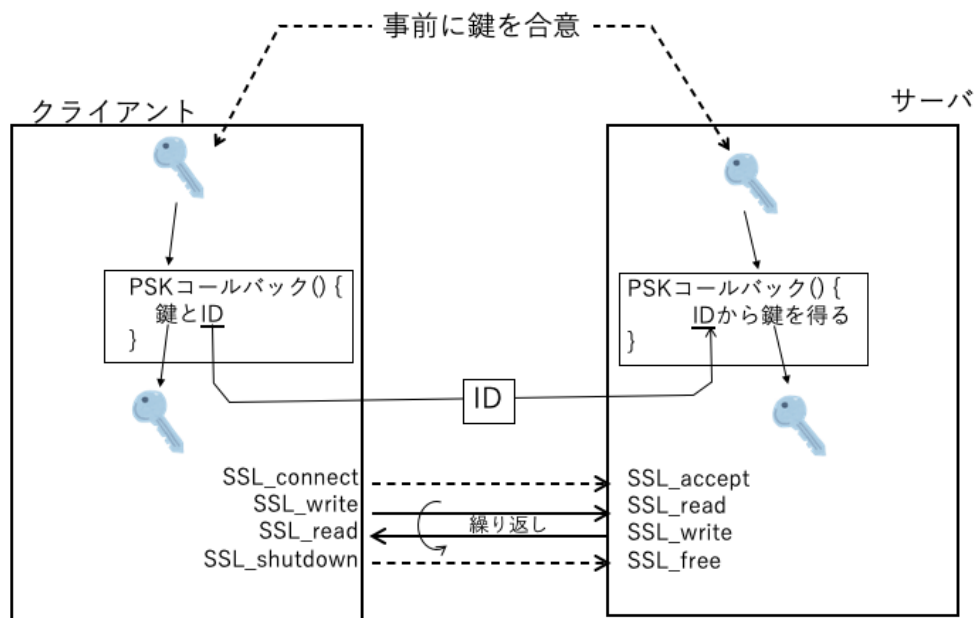 事前に鍵を合意
クライアント
サーバ
PSKコールバック() {
鍵とID
}
PSKコールバック() {
IDから鍵を得る
}
ID
SSL_connect
SSL_accept
SSL_write
SSL_read
繰り返し
SSL_read
SSL_write
SSL_shutdown
SSL_free